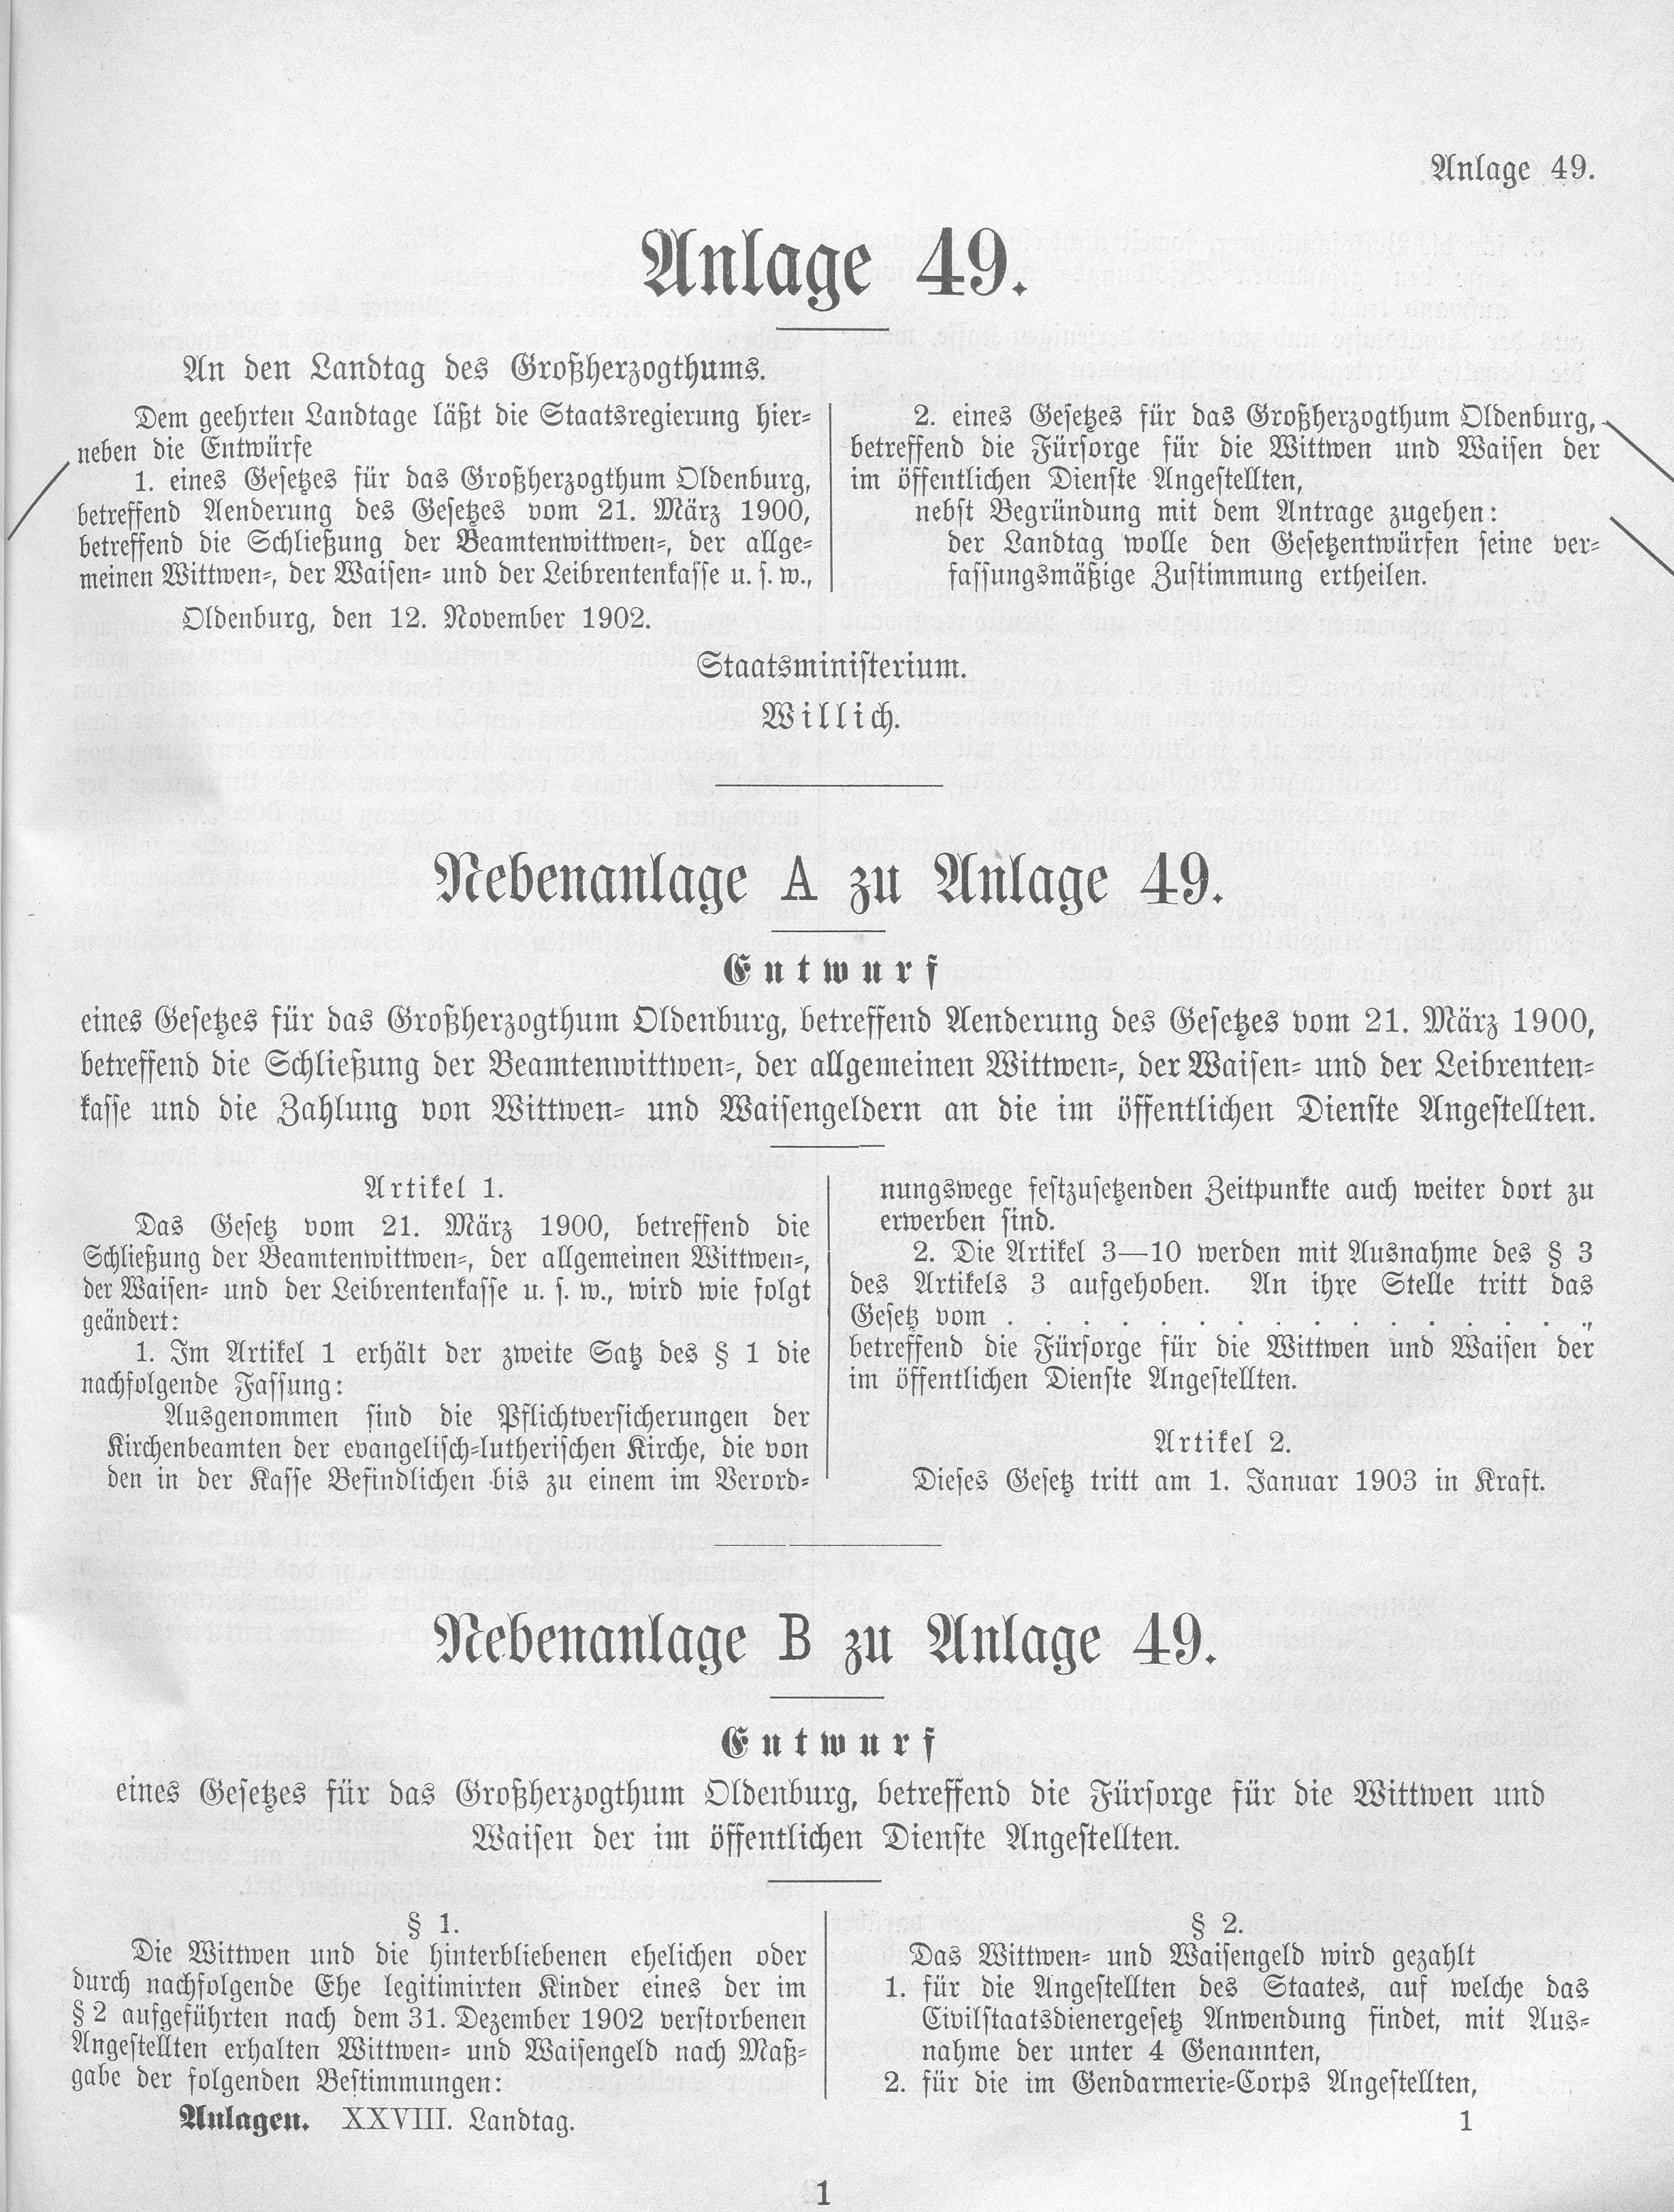 Anlage 49.
Anlage 49.
An den Landtag des Großherzogthums.
Dem geehrten Landtage läßt die Staatsregierung hier-
neben die Entwürfe
1. eines Gesetzes für das Großherzogthum Oldenburg,
betreffend Aenderung des Gesetzes vom 21. März 1900,
betreffend die Schließung der Beamtenwittwen-, der allge-
meinen Wittwen-, der Waisen- und der Leibrentenkasse u. s. w.,
2. eines Gesetzes für das Großherzogthum Oldenburg,
betreffend die Fürsorge für die Wittwen und Waisen der
im öffentlichen Dienste Angestellten,
nebst Begründung mit dem Antrage zugehen:
der Landtag wolle den Gesetzentwürfen seine ver-
fassungsmäßige Zustimmung ertheilen.
Oldenburg, den 12. November 1902.
Staatsministerium.
Willich.
Nebenanlage A zu Anlage 49.
Entwurf
eines Gesetzes für das Großherzogthum Oldenburg, betreffend Aenderung des Gesetzes vom 21. März 1900,
betreffend die Schließung der Beamtenwittwen-, der allgemeinen Wittwen-, der Waisen- und der Leibrenten-
kasse und die Zahlung von Wittwen- und Waisengeldern an die im öffentlichen Dienste Angestellten.
Artikel 1.
Das Gesetz vom 21. März 1900, betreffend die
Schließung der Beamtenwittwen-, der allgemeinen Wittwen-,
der Waisen- und der Leibrentenkasse u. s. w., wird wie folgt
geändert:
1. Im Artikel 1 erhält der zweite Satz des § 1 die
nachfolgende Fassung:
Ausgenommen sind die Pflichtversicherungen der
Kirchenbeamten der evangelisch-lutherischen Kirche, die von
den in der Kasse Befindlichen bis zu einem im Verord-
nungswege festzusetzenden Zeitpunkte auch weiter dort zu
erwerben sind.
2. Die Artikel 3—10 werden mit Ausnahme des § 3
des Artikels 3 aufgehoben. An ihre Stelle tritt das
Gesetz vom . . . . . . . . . . . . . . . . ,,
betreffend die Fürsorge für die Wittwen und Waisen der
im öffentlichen Dienste Angestellten.
Artikel 2.
Dieses Gesetz tritt am 1. Januar 1903 in Kraft.
Nebenanlage B zu Anlage 49.
Entwurf
eines Gesetzes für das Großherzogthum Oldenburg, betreffend die Fürsorge für die Wittwen und
Waisen der im öffentlichen Dienste Angestellten.
§ 1.
Die Wittwen und die hinterbliebenen ehelichen oder
durch nachfolgende Ehe legitimirten Kinder eines der im
§ 2 aufgeführten nach dem 31. Dezember 1902 verstorbenen
Angestellten erhalten Wittwen- und Waisengeld nach Maß-
gabe der folgenden Bestimmungen:
§ 2.
Das Wittwen- und Waisengeld wird gezahlt
1. für die Angestellten des Staates, auf welche das
Civilstaatsdienergesetz Anwendung findet, mit Aus-
nahme der unter 4 Genannten,
2. für die im Gendarmerie-Corps Angestellten,
Anlagen. XXVIII. Landtag.
1
1